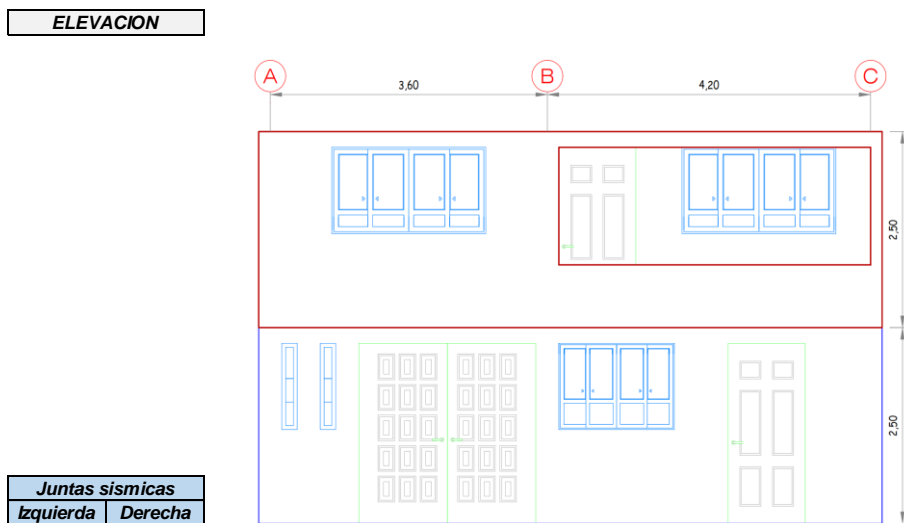 ELEVACION
A B C
3,60 4,20
2,50
2,50
Juntas sismicas
Izquierda Derecha